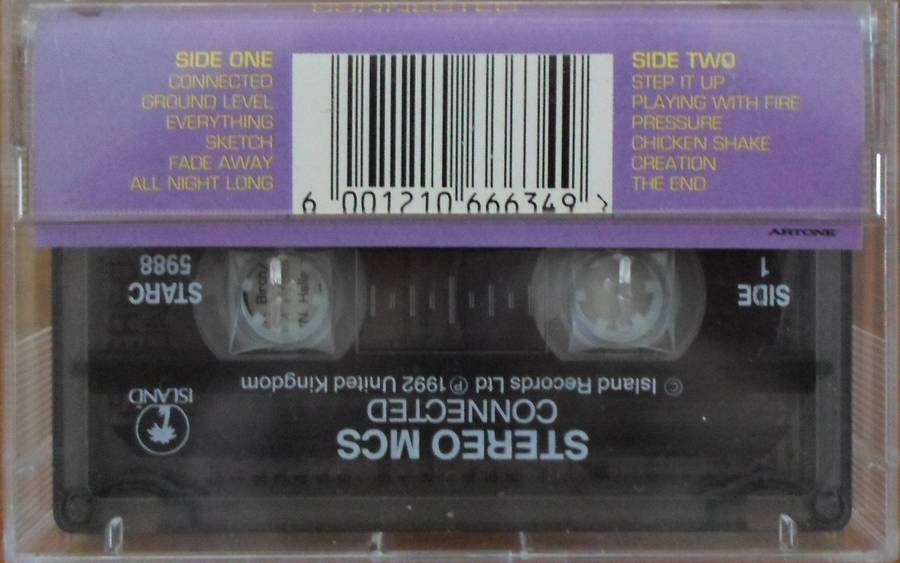 SIDE ONE
CONNECTED
GROUND LEVEL
EVERYTHING
SKETCH
FADE AWAY
ALL NIGHT LONG
6 001210 666349 >
SIDE TWO
STEP IT UP
PLAYING WITH FIRE
PRESSURE
CHICKEN SHAKE
CREATION
THE END
ARTONE
STEREO MCS
CONNECTED
© Island Records Ltd ℗ 1992 United Kingdom
ISLAND
SIDE
1
STARC
5988